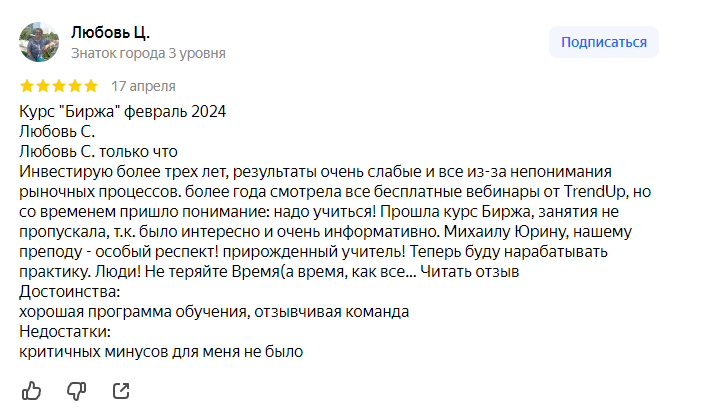 Любовь Ц.
Знаток города 3 уровня
Подписаться
17 апреля
Курс "Биржа" февраль 2024
Любовь С.
Любовь С. только что
Инвестирую более трех лет, результаты очень слабые и все из-за непонимания
рыночных процессов. более года смотрела все бесплатные вебинары от TrendUp, но
со временем пришло понимание: надо учиться! Прошла курс Биржа, занятия не
пропускала, т.к. было интересно и очень информативно. Михаилу Юрину, нашему
преподу - особый респект! прирожденный учитель! Теперь буду нарабатывать
практику. Люди! Не теряйте Время(а время, как все... Читать отзыв
Достоинства:
хорошая программа обучения, отзывчивая команда
Недостатки:
критичных минусов для меня не было